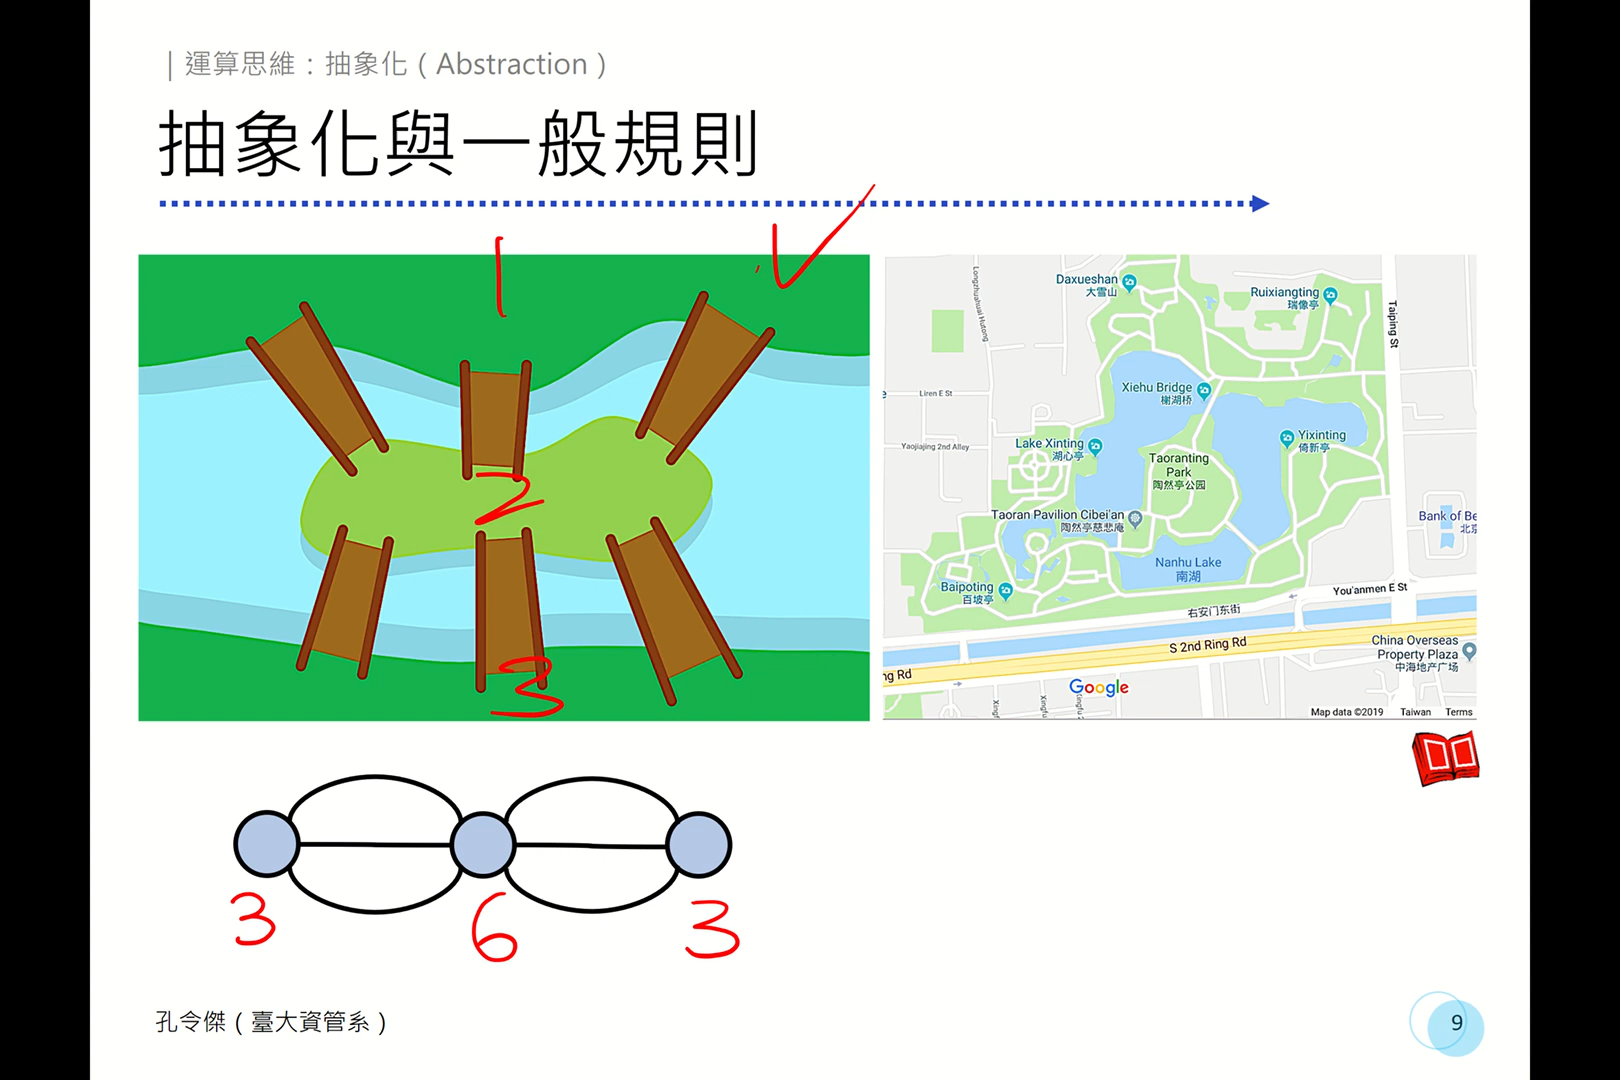 ｜運算思維：抽象化（Abstraction）
抽象化與一般規則
1
2
3
Daxueshan
大雪山
Ruixiangting
瑞像亭
Longzhuahuai Hutong
Taiping St
Xiehu Bridge
榭湖桥
Liren E St
e
Yaojiajing 2nd Alley
Lake Xinting
湖心亭
Yixinting
倚新亭
Taoranting
Park
陶然亭公园
Taoran Pavilion Cibei'an
陶然亭慈悲庵
Bank of Be
北京
Nanhu Lake
南湖
Baipoting
百坡亭
You'anmen E St
右安门东街
S 2nd Ring Rd
China Overseas
Property Plaza
中海地产广场
ng Rd
Google
Xingf
Xingfu
Map data ©2019 Taiwan Terms
3 6 3
孔令傑（臺大資管系）
9